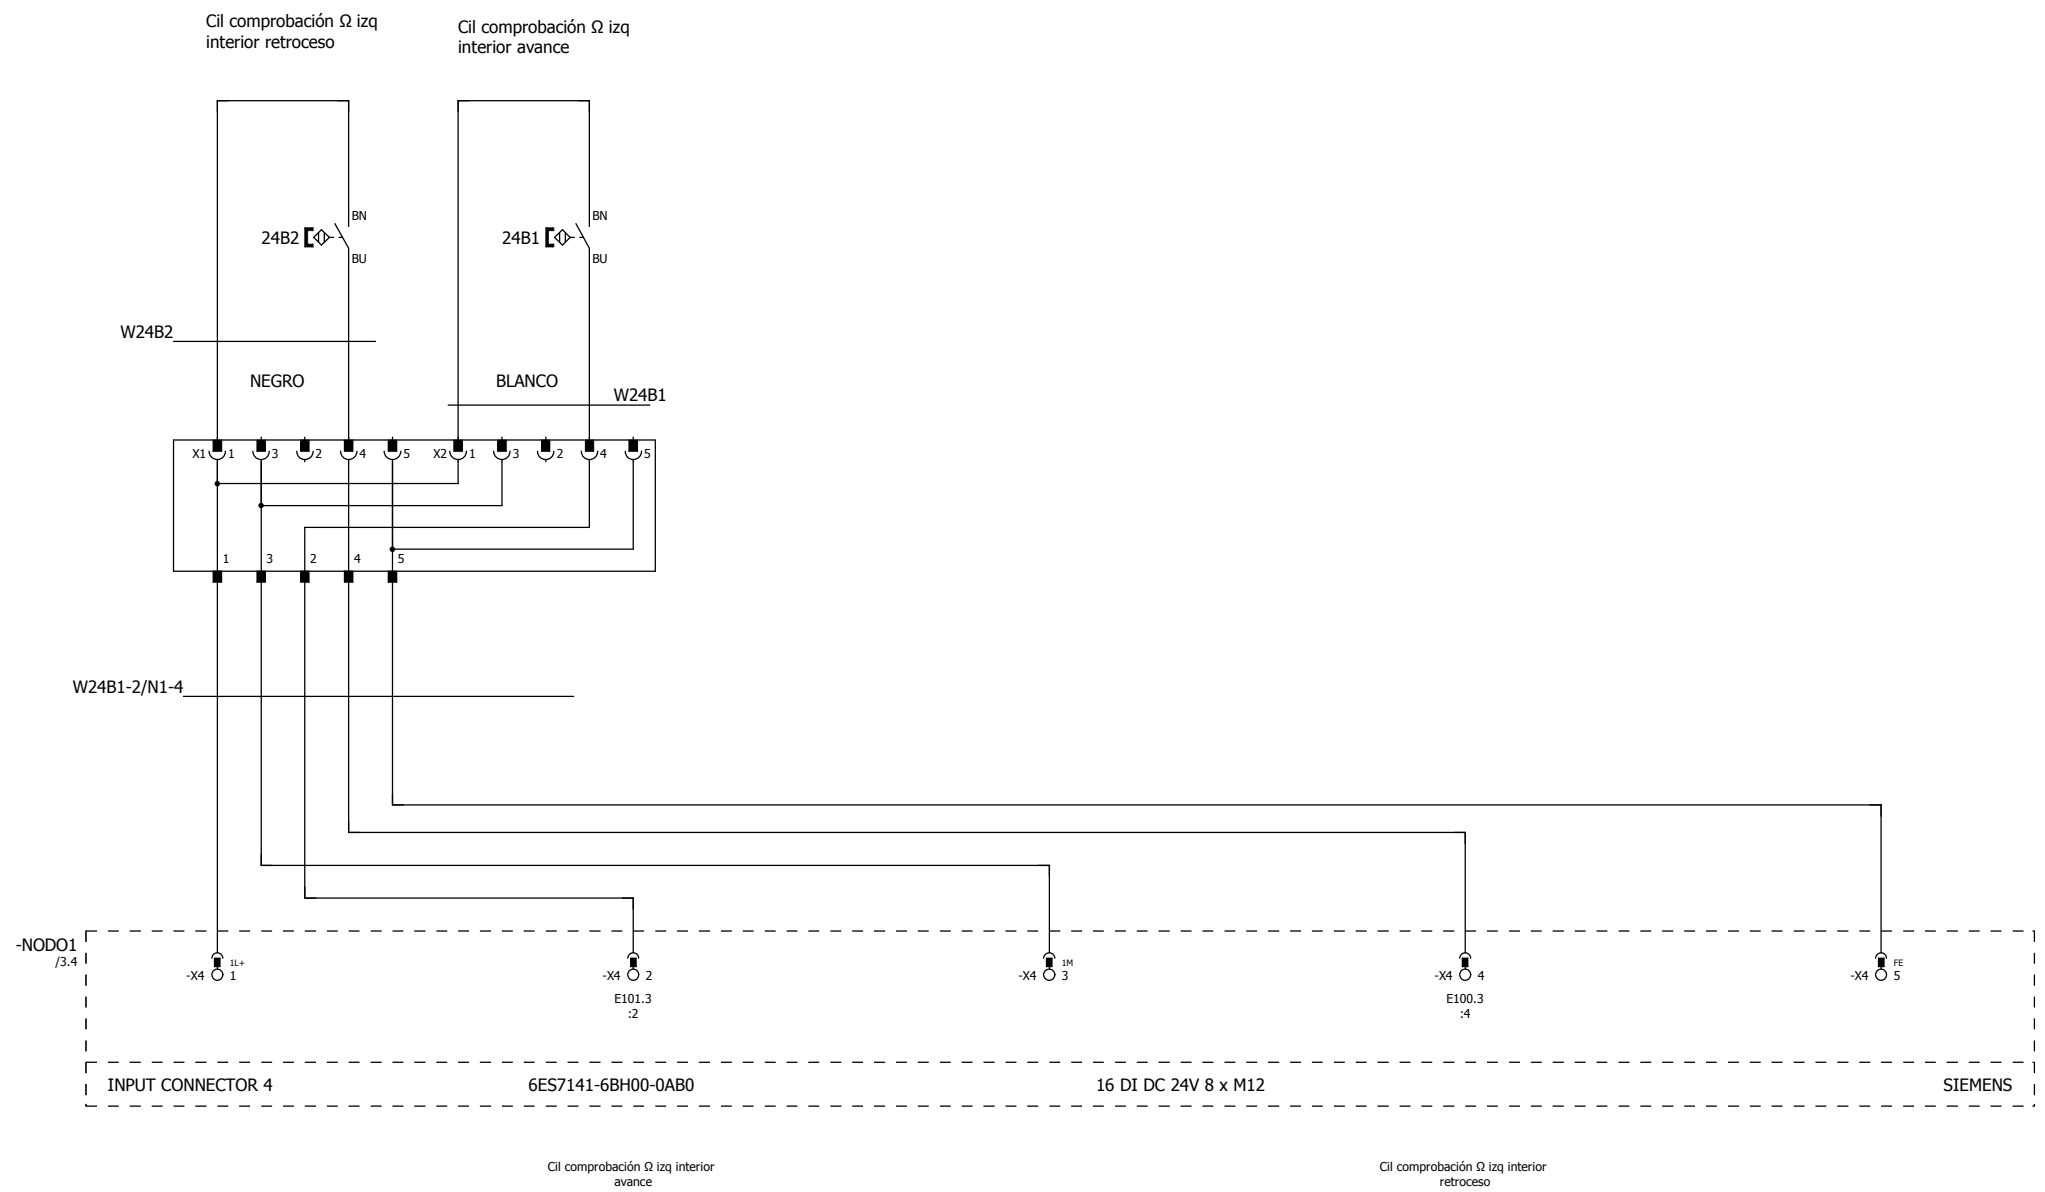 Cil comprobación Ω izq
interior retroceso
Cil comprobación Ω izq
interior avance
BN
BN
24B2
24B1
BU
BU
W24B2
NEGRO
BLANCO
W24B1
X1 1 3 2 4 5 X2 1 3 2 4 5
1 3 2 4 5
W24B1-2/N1-4
-NODO1
/3.4
1L+
1M
FE
-X4 1
-X4 2
-X4 3
-X4 4
-X4 5
E101.3
:2
E100.3
:4
INPUT CONNECTOR 4
6ES7141-6BH00-0AB0
16 DI DC 24V 8 x M12
SIEMENS
Cil comprobación Ω izq interior
avance
Cil comprobación Ω izq interior
retroceso